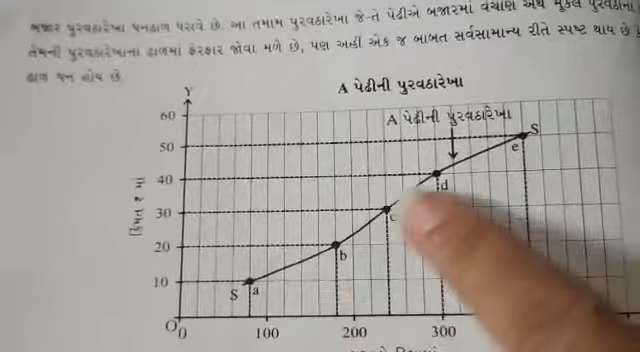 બજાર પુરવઠારેખા ધનઢાળ ધરાવે છે. આ તમામ પુરવઠારેખા જે-તે પેઢીએ બજારમાં વેચાણ અર્થે મૂકેલ પુરવઠાની
તેમની પુરવઠારેખાના ઢાળમાં ફેરફાર જોવા મળે છે, પણ અહીં એક જ બાબત સર્વસામાન્ય રીતે સ્પષ્ટ થાય છે
ઢાળ ધન હોય છે.
A પેઢીની પુરવઠારેખા
Y
A પેઢીની પુરવઠારેખા
60
50
40
30
20
10
કિંમત ₹ માં
S
e
d
c
b
S a
O
0 100 200 300